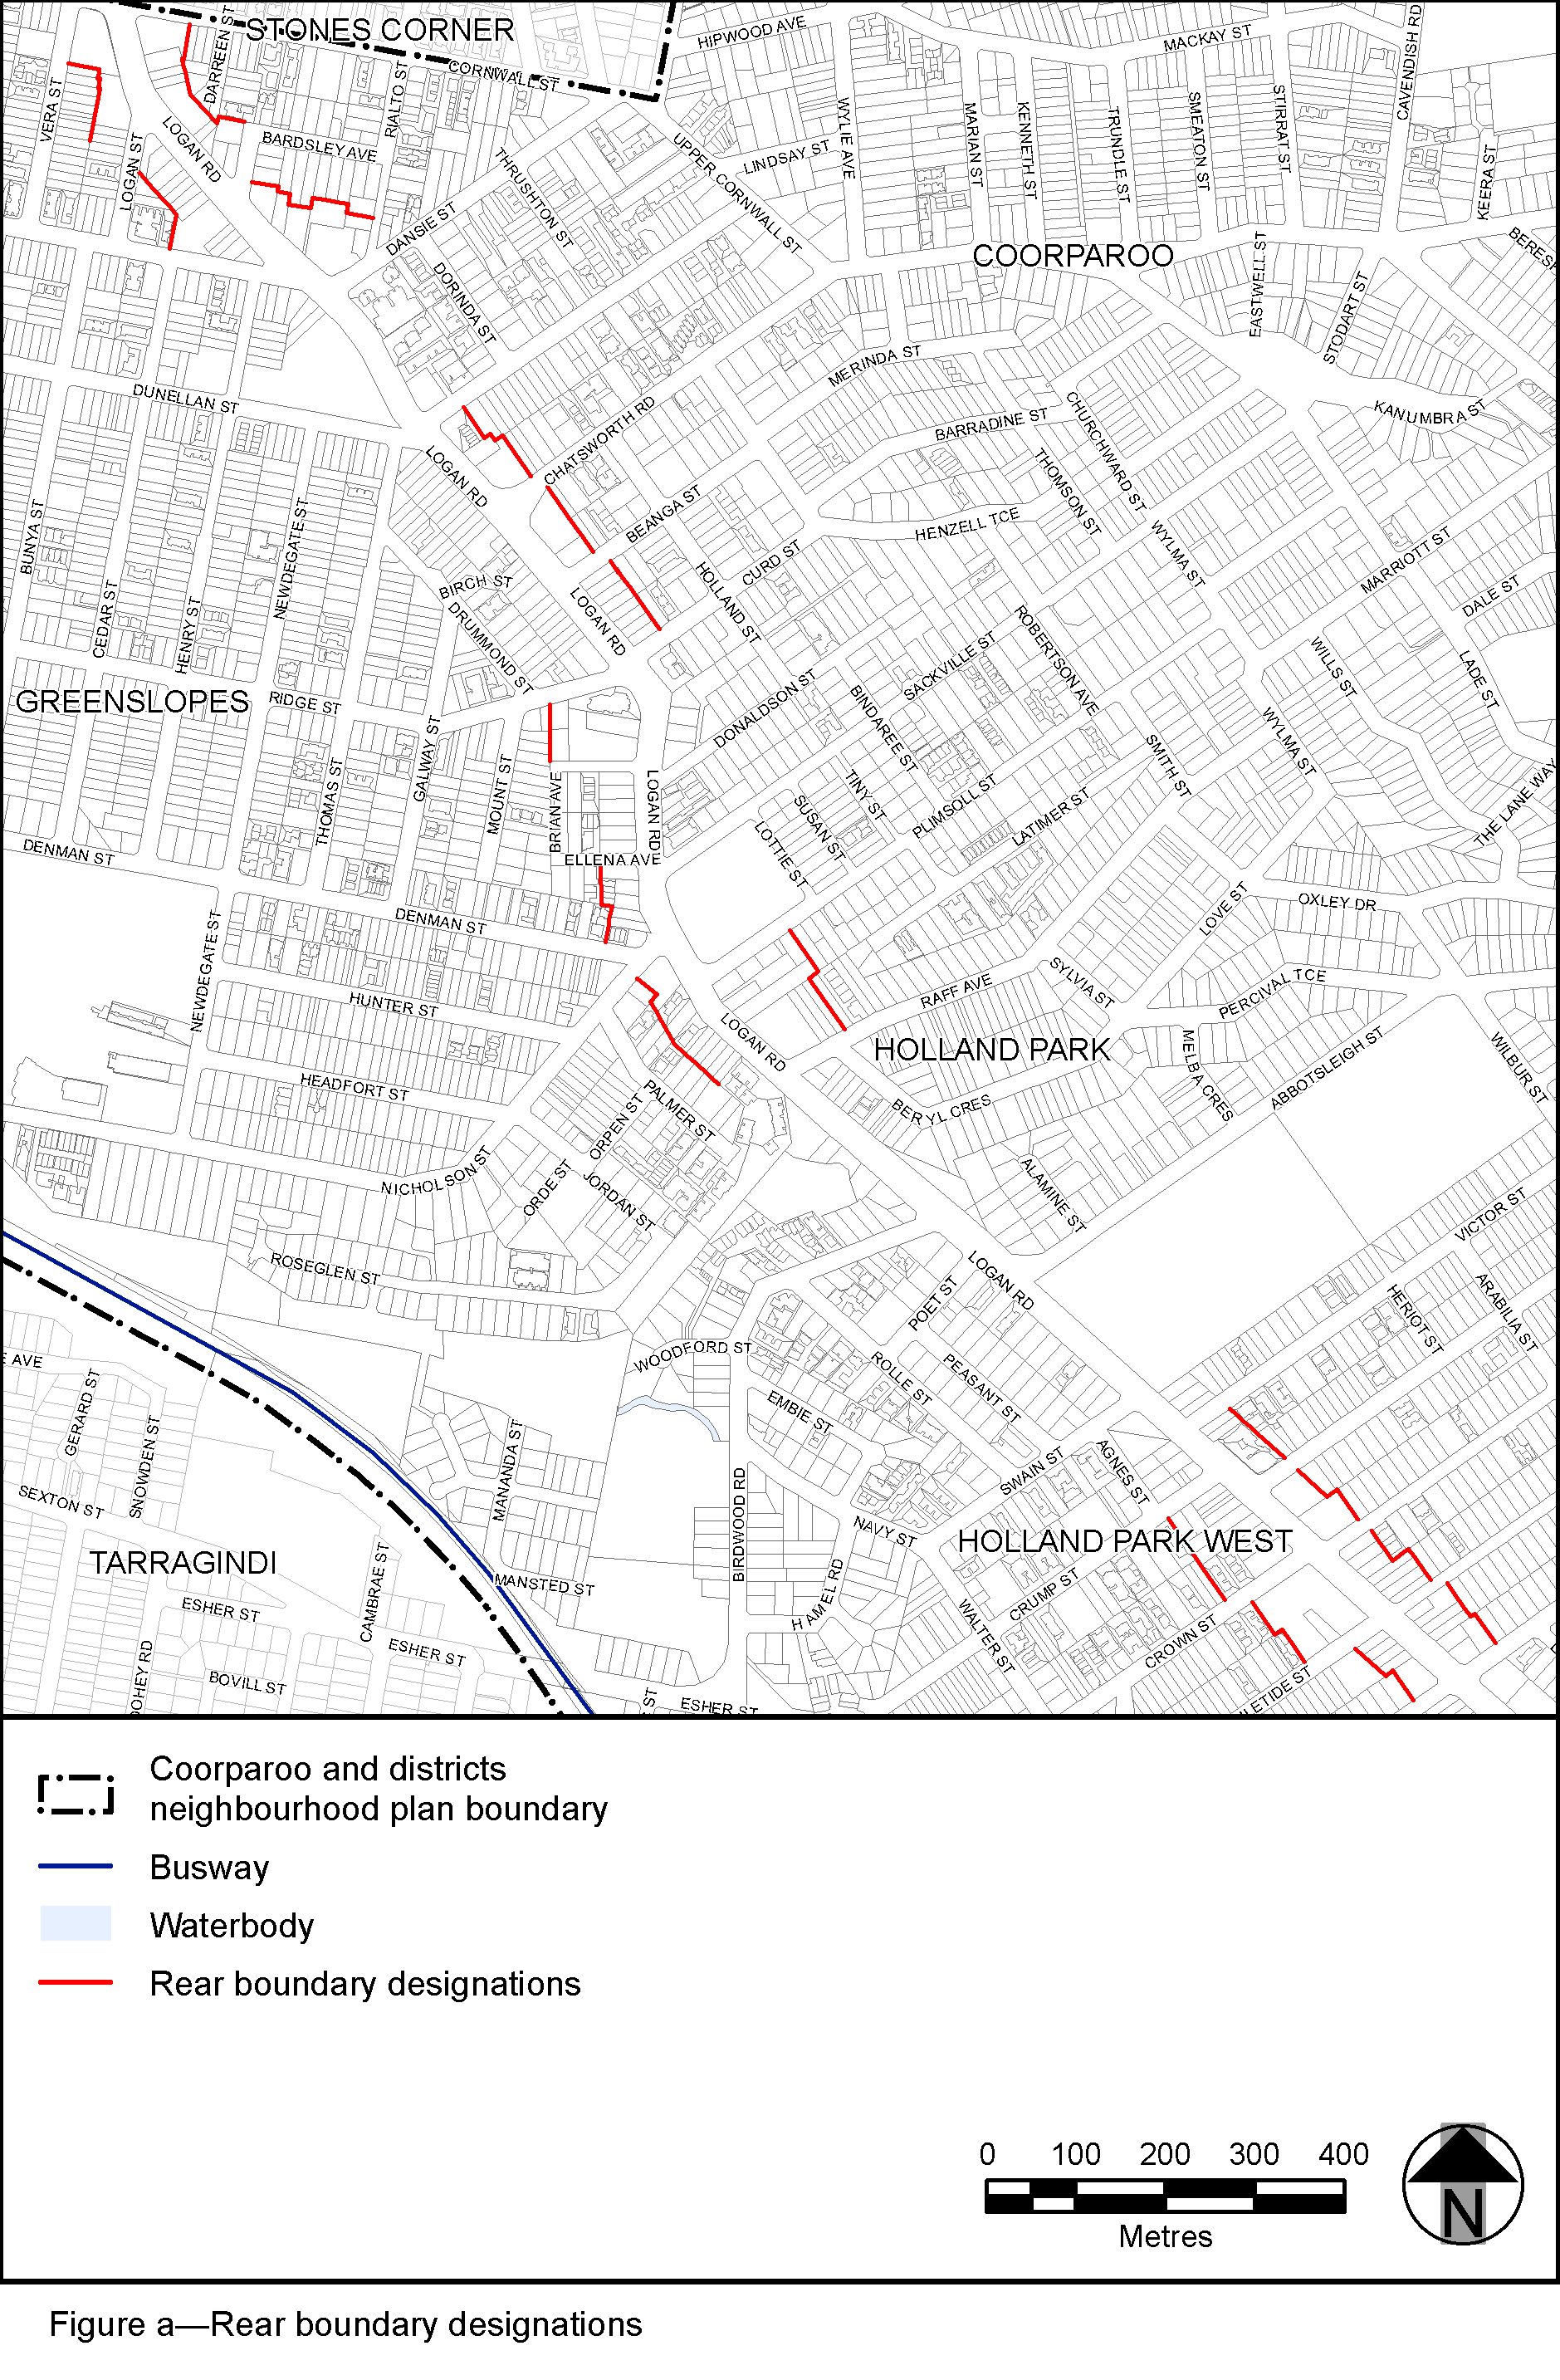 STONES CORNER
HIPWOOD AVE
MACKAY ST
CAVENDISH RD
DARREEN ST
CORNWALL ST
RIALTO ST
VERA ST
LOGAN ST
LOGAN RD
BARDSLEY AVE
THRUSHTON ST
UPPER CORNWALL ST
LINDSAY ST
WYLIE AVE
MARIAN ST
KENNETH ST
TRUNDLE ST
SMEATON ST
STIRRAT ST
KEERA ST
DANSIE ST
DORINDA ST
COORPAROO
EASTWELL ST
STODART ST
DUNELLAN ST
MERINDA ST
CHATSWORTH RD
BARRADINE ST
CHURCHWARD ST
KANUMBRA ST
LOGAN RD
BEANGA ST
THOMSON ST
HENZELL TCE
BUNYA ST
CEDAR ST
HENRY ST
NEWDEGATE ST
BIRCH ST
DRUMMOND ST
LOGAN RD
HOLLAND ST
CURD ST
WYLMA ST
MARRIOTT ST
DALE ST
GREENSLOPES
RIDGE ST
DONALDSON ST
BINDAREE ST
SACKVILLE ST
ROBERTSON AVE
WILLS ST
LADE ST
THOMAS ST
GALWAY ST
MOUNT ST
BRIAN AVE
LOGAN RD
ELLENA AVE
LOTTIE ST
SUSAN ST
TINY ST
PLIMSOLL ST
LATIMER ST
SMITH ST
WYLMA ST
THE LANE WAY
DENMAN ST
DENMAN ST
NEWDEGATE ST
HUNTER ST
LOVE ST
OXLEY DR
RAFF AVE
SYLVIA ST
PERCIVAL TCE
HOLLAND PARK
LOGAN RD
MELBA CRES
ABBOTSLEIGH ST
WILBUR ST
HEADFORT ST
PALMER ST
ORPEN ST
BERYL CRES
NICHOLSON ST
ORDE ST
JORDAN ST
ALAMINE ST
VICTOR ST
ROSEGLEN ST
LOGAN RD
POET ST
HERIOT ST
ARABILIA ST
WOODFORD ST
ROLLE ST
PEASANT ST
E AVE
GERARD ST
SNOWDEN ST
SEXTON ST
MANANDA ST
EMBIE ST
BIRDWOOD RD
SWAIN ST
AGNES ST
NAVY ST
HOLLAND PARK WEST
TARRAGINDI
CAMBRAE ST
MANSTED ST
HAMEL RD
CRUMP ST
WALTER ST
CROWN ST
ESHER ST
ESHER ST
BOVILL ST
OHEY RD
ST
ESHER ST
LETIDE ST
Coorparoo and districts
neighbourhood plan boundary
Busway
Waterbody
Rear boundary designations
0 100 200 300 400
Metres
N
Figure a—Rear boundary designations